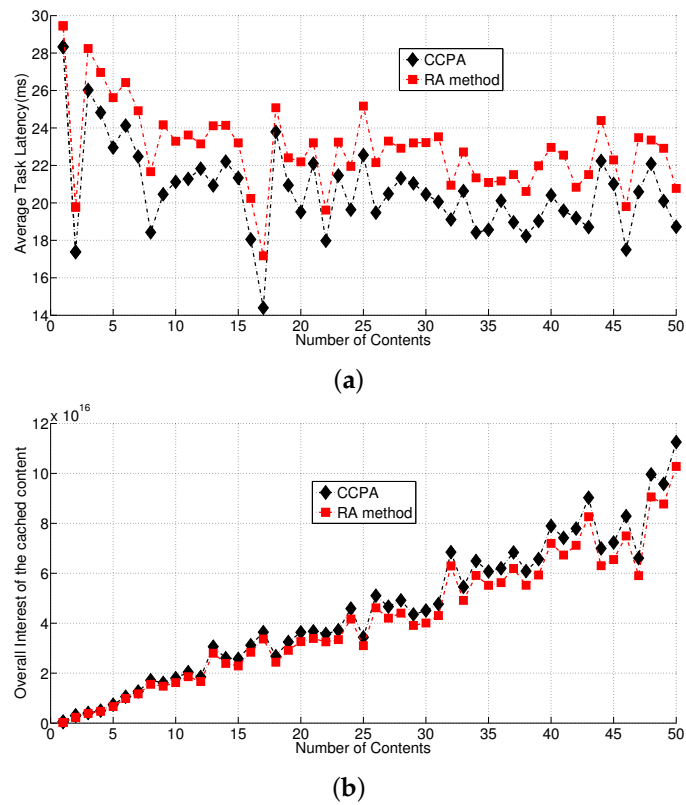 30
28
26
24
22
20
18
16
14
Average Task Latency(ms)
CCPA
RA method
0 5 10 15 20 25 30 35 40 45 50
Number of Contents
(a)
12 x 10^16
10
8
6
4
2
0
Overall Interest of the cached content
CCPA
RA method
0 5 10 15 20 25 30 35 40 45 50
Number of Contents
(b)